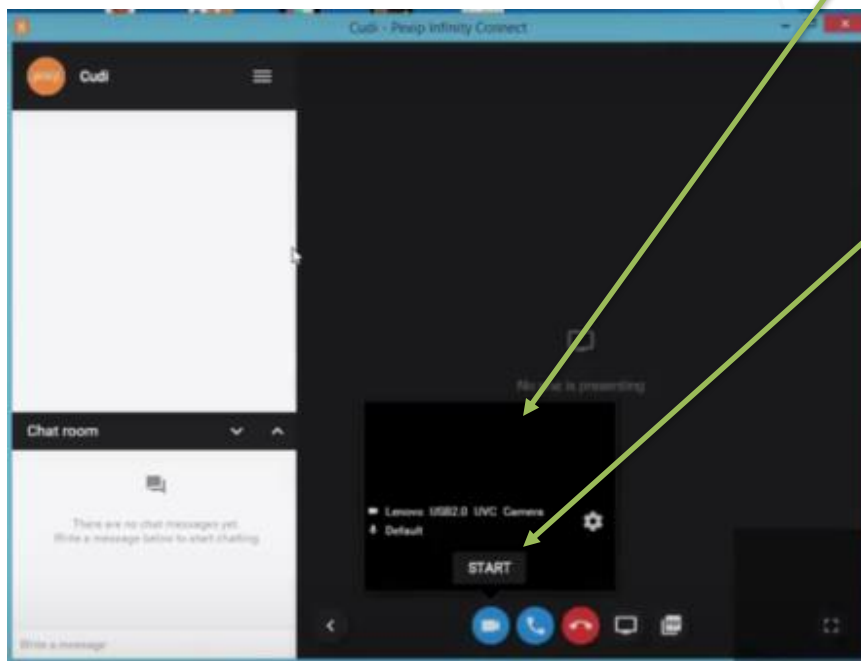 Cudi - Pexip Infinity Connect
Cudi
No one is presenting
Chat room
Lenovo USB2.0 UVC Camera
Default
There are no chat messages yet.
Write a message below to start chatting.
START
Write a message